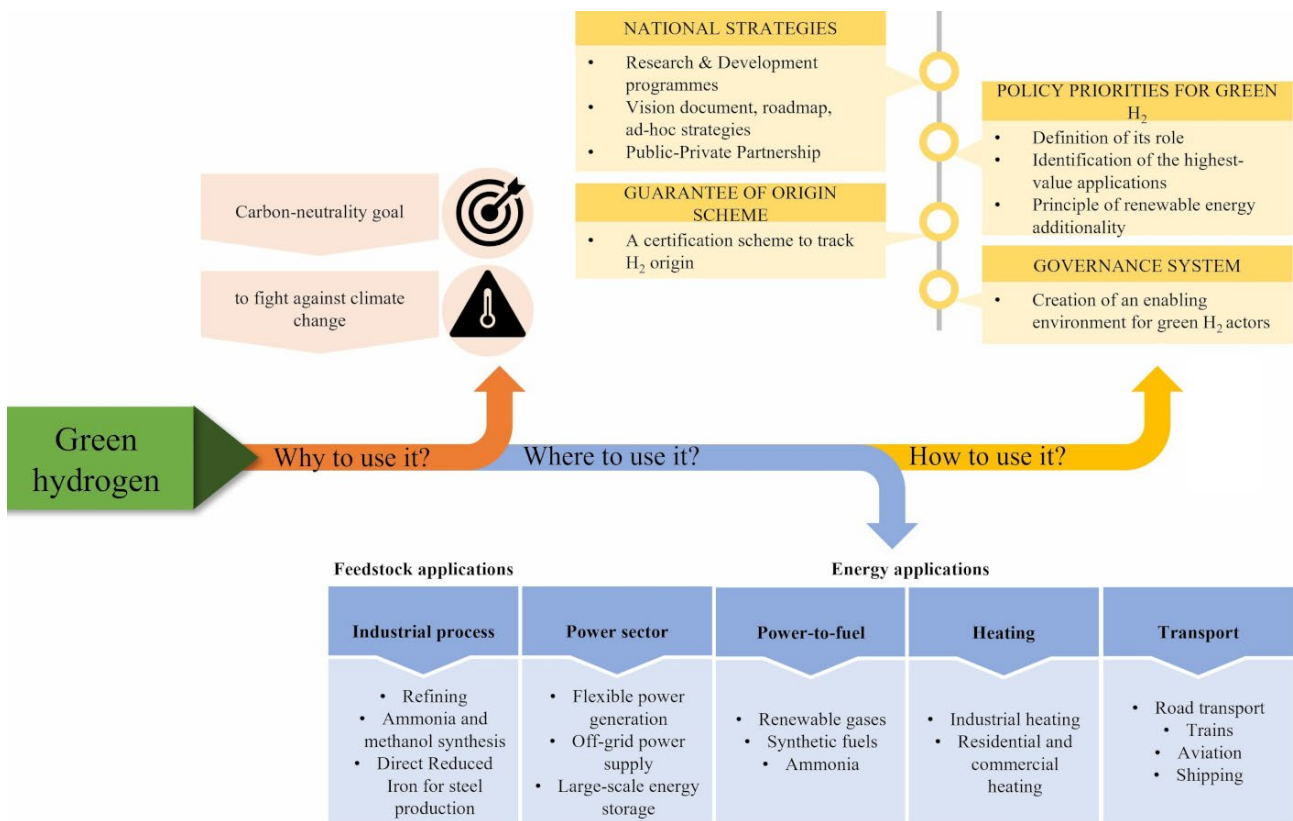 NATIONAL STRATEGIES
• Research & Development
programmes
• Vision document, roadmap,
ad-hoc strategies
• Public-Private Partnership
POLICY PRIORITIES FOR GREEN
H₂
• Definition of its role
• Identification of the highest-
value applications
• Principle of renewable energy
additionality
GUARANTEE OF ORIGIN
SCHEME
• A certification scheme to track
H₂ origin
GOVERNANCE SYSTEM
• Creation of an enabling
environment for green H₂ actors
Carbon-neutrality goal
to fight against climate
change
Green
hydrogen
Why to use it?
Where to use it?
How to use it?
Feedstock applications
Energy applications
Industrial process
• Refining
• Ammonia and
methanol synthesis
• Direct Reduced
Iron for steel
production
Power sector
• Flexible power
generation
• Off-grid power
supply
• Large-scale energy
storage
Power-to-fuel
• Renewable gases
• Synthetic fuels
• Ammonia
Heating
• Industrial heating
• Residential and
commercial
heating
Transport
• Road transport
• Trains
• Aviation
• Shipping